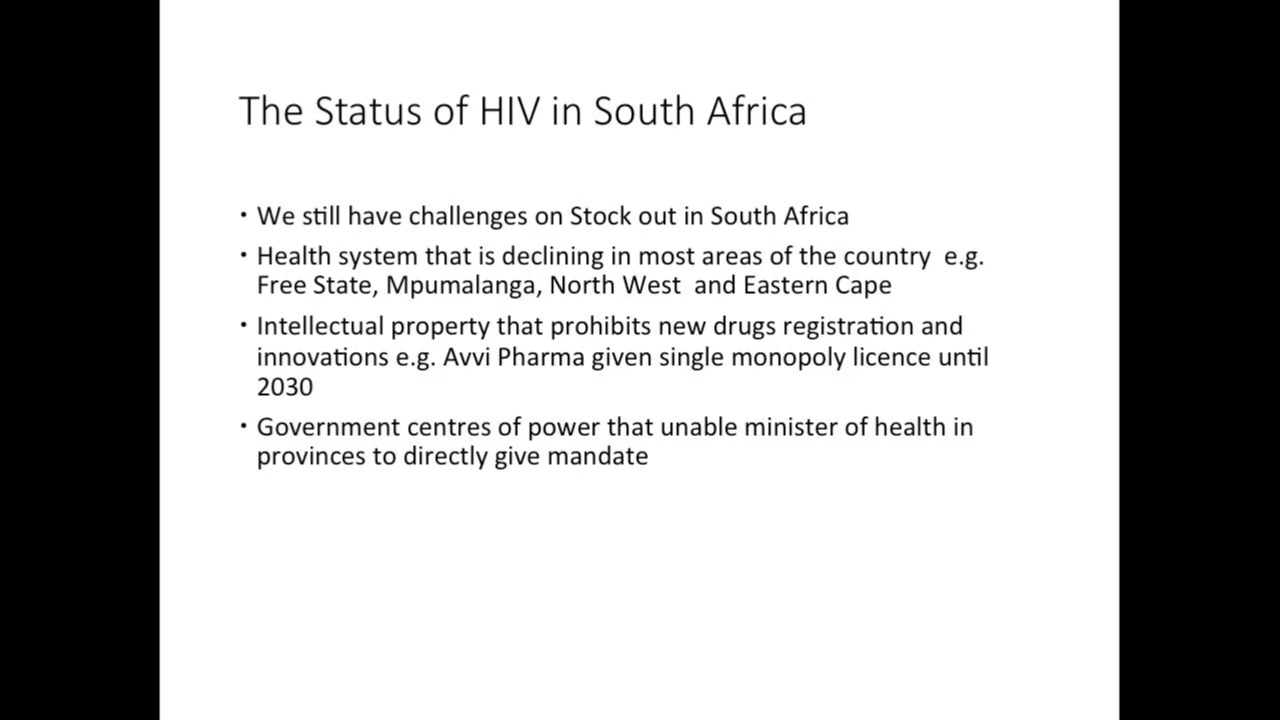 The Status of HIV in South Africa
• We still have challenges on Stock out in South Africa
• Health system that is declining in most areas of the country  e.g.
Free State, Mpumalanga, North West  and Eastern Cape
• Intellectual property that prohibits new drugs registration and
innovations e.g. Avvi Pharma given single monopoly licence until
2030
• Government centres of power that unable minister of health in
provinces to directly give mandate